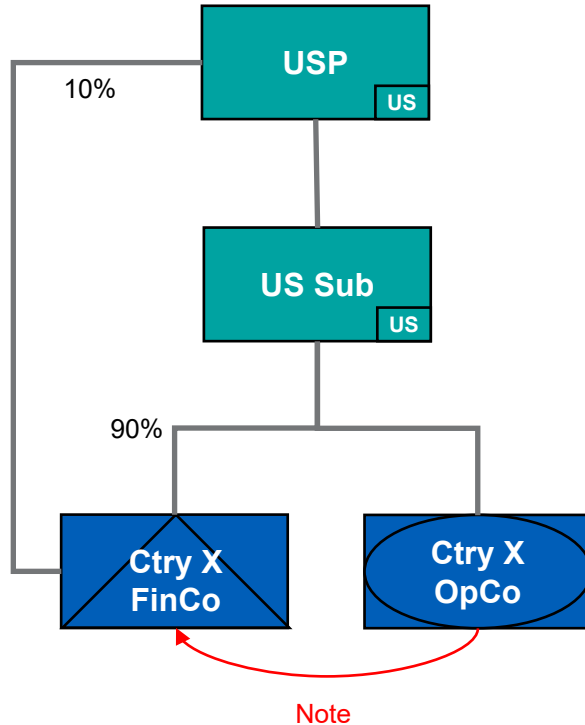 USP
US
10%
US Sub
US
90%
Ctry X
FinCo
Ctry X
OpCo
Note